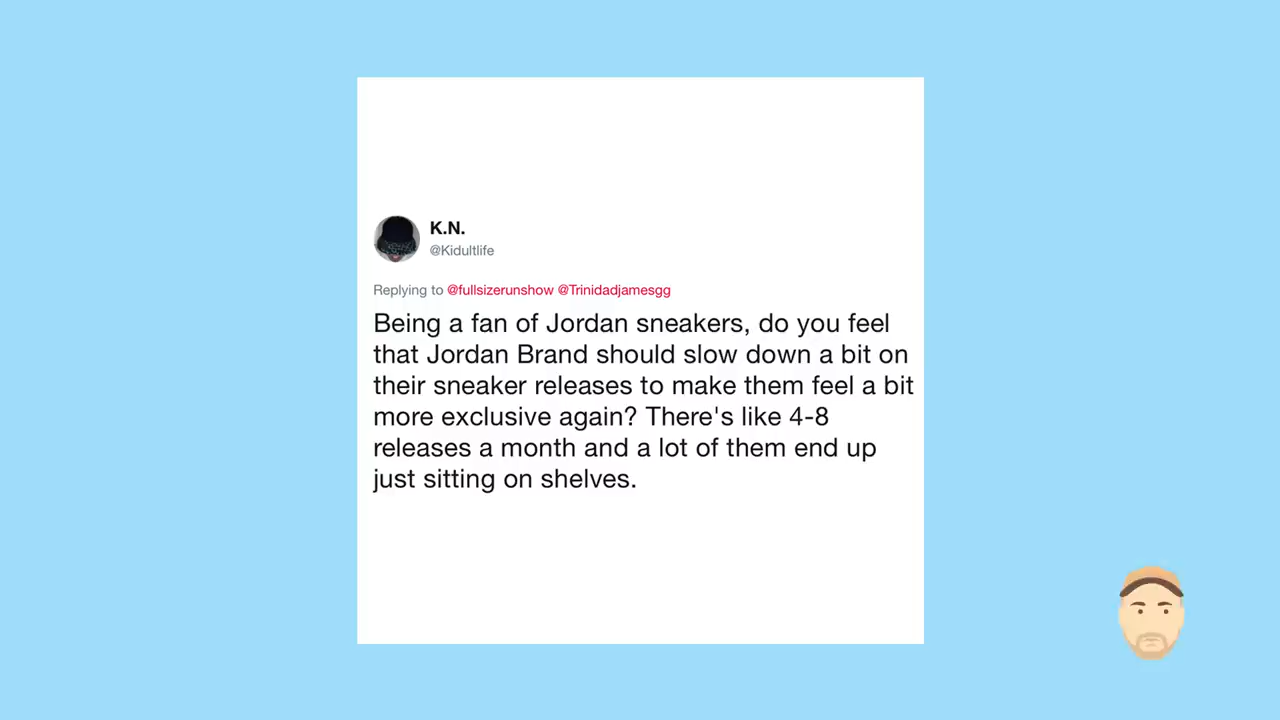 K.N.
@Kidultlife
Replying to @fullsizerunshow @Trinidadjamesgg
Being a fan of Jordan sneakers, do you feel
that Jordan Brand should slow down a bit on
their sneaker releases to make them feel a bit
more exclusive again? There's like 4-8
releases a month and a lot of them end up
just sitting on shelves.